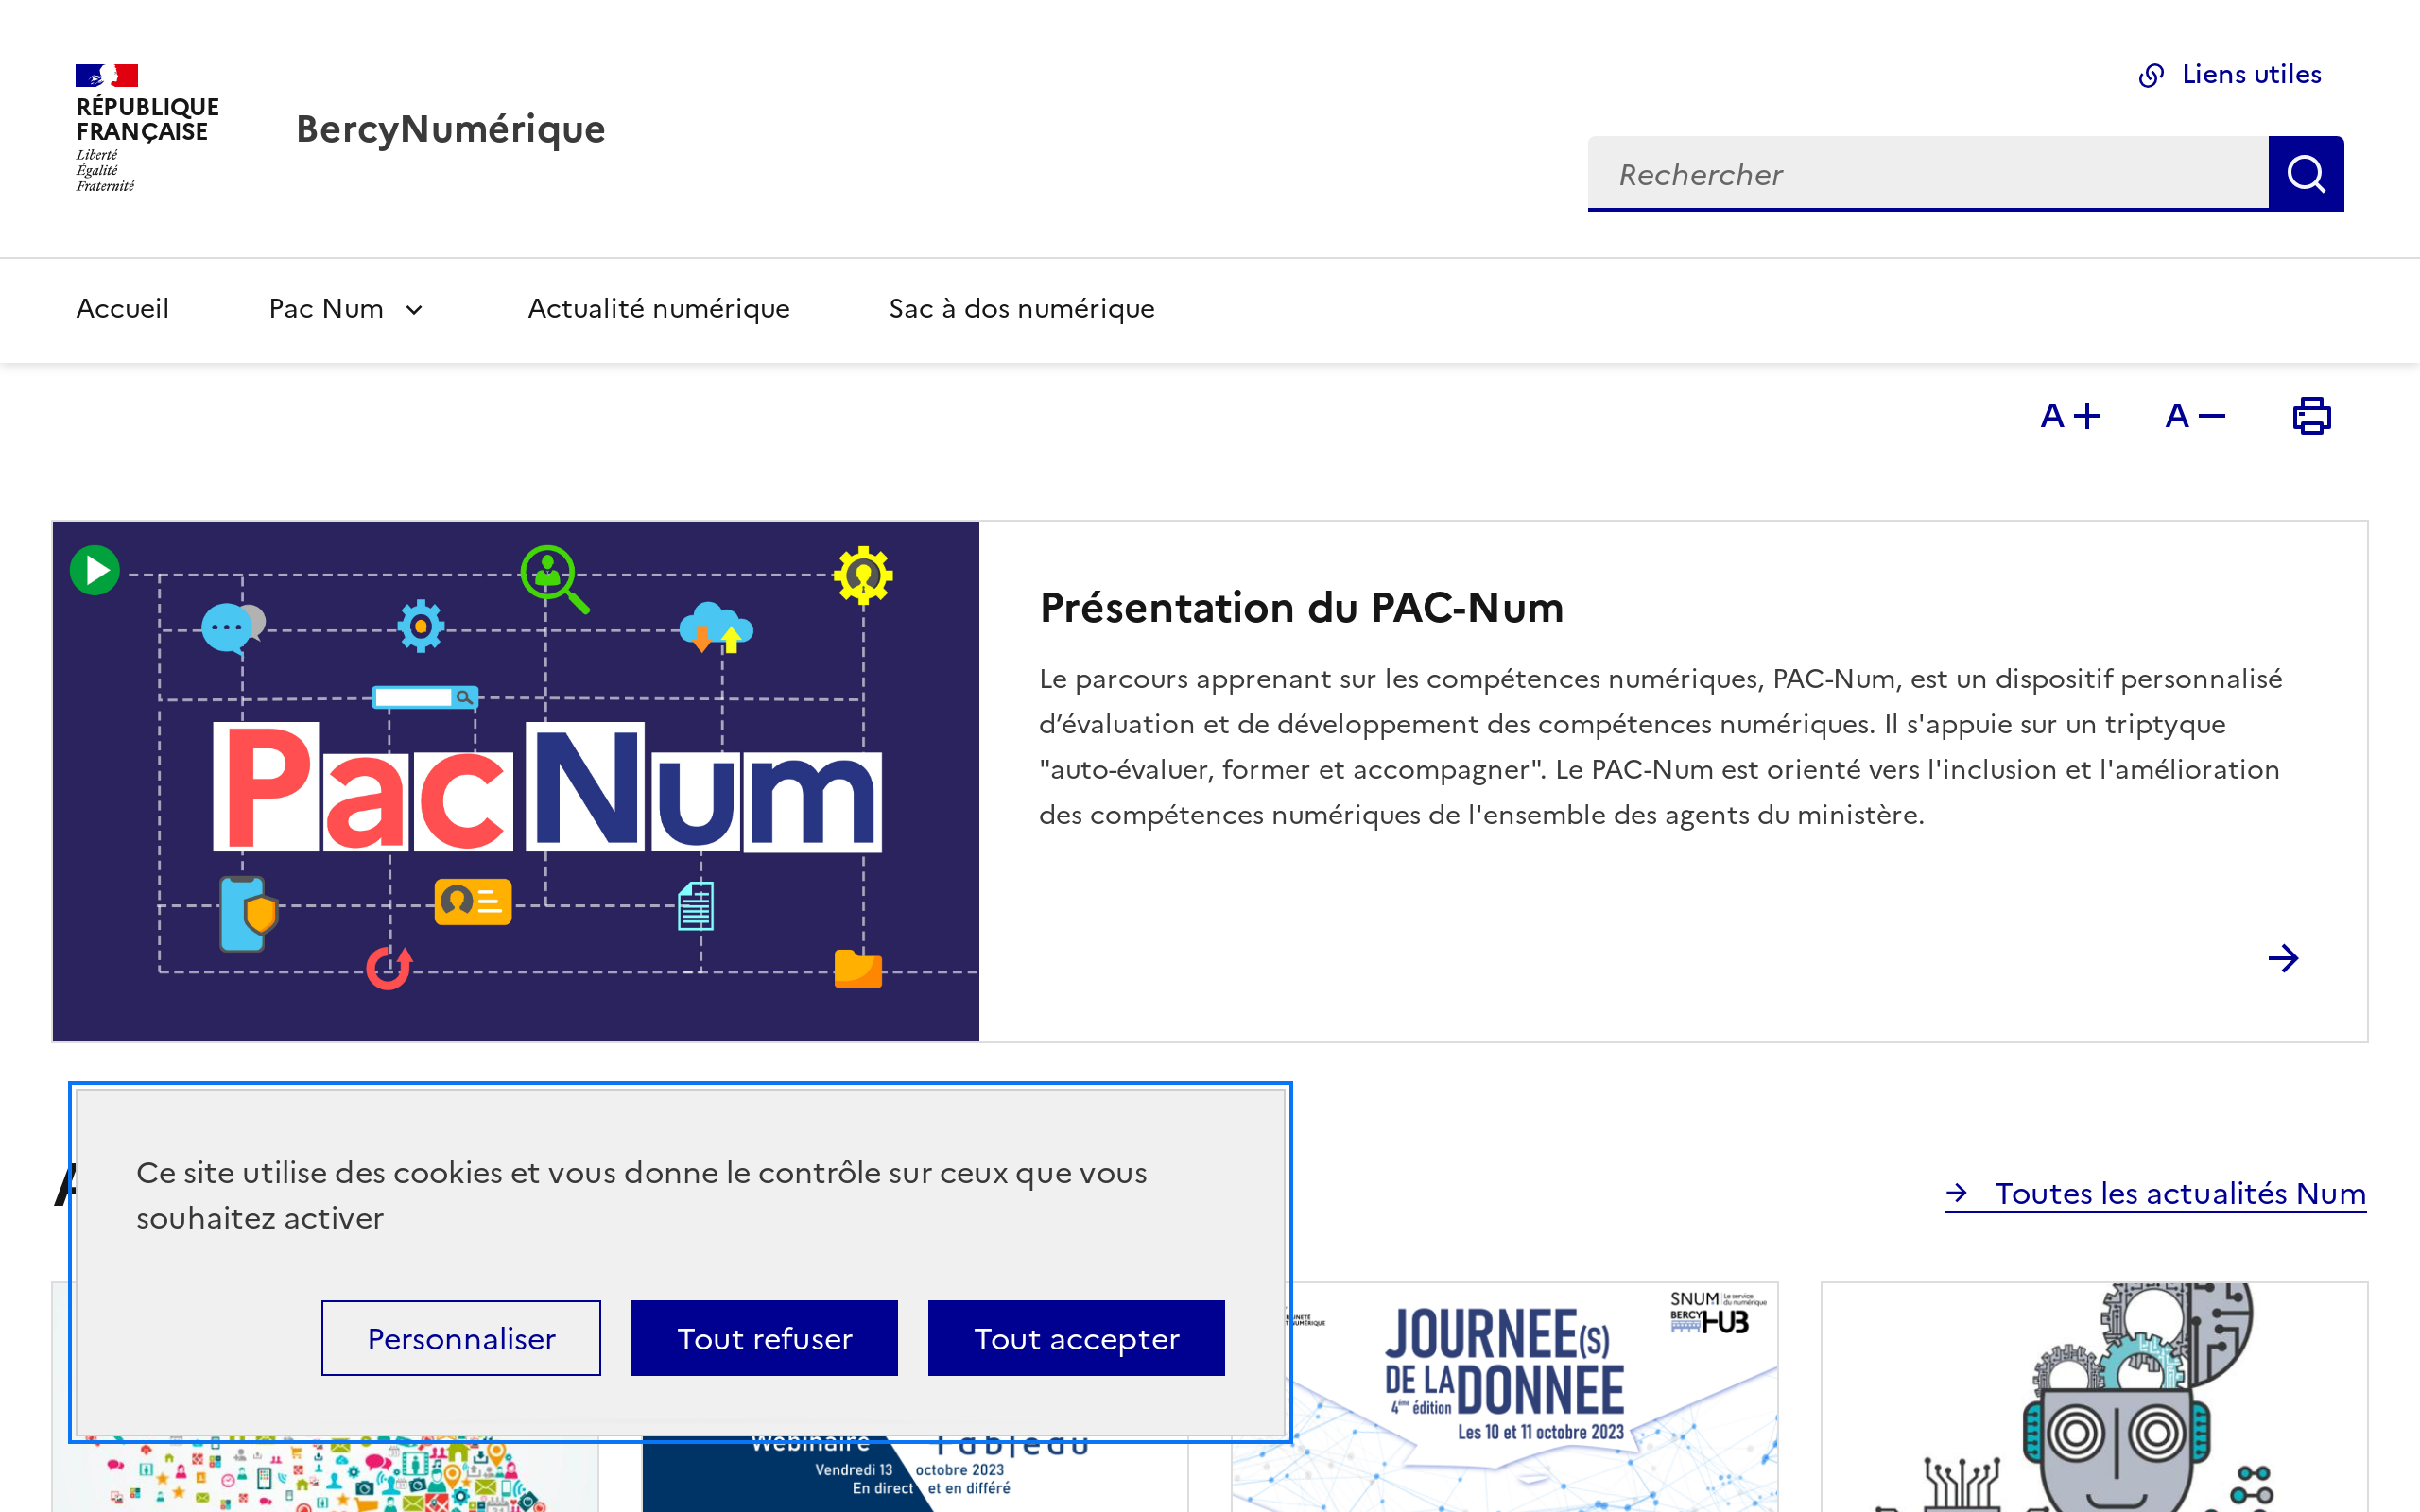 RÉPUBLIQUE
FRANÇAISE
Liberté
Égalité
Fraternité
BercyNumérique
Liens utiles
Rechercher
Accueil
Pac Num
Actualité numérique
Sac à dos numérique
A+
A−
Pac Num
Présentation du PAC-Num
Le parcours apprenant sur les compétences numériques, PAC-Num, est un dispositif personnalisé
d’évaluation et de développement des compétences numériques. Il s'appuie sur un triptyque
"auto-évaluer, former et accompagner". Le PAC-Num est orienté vers l'inclusion et l'amélioration
des compétences numériques de l'ensemble des agents du ministère.
Toutes les actualités Num
Ce site utilise des cookies et vous donne le contrôle sur ceux que vous
souhaitez activer
Personnaliser
Tout refuser
Tout accepter
Webinaire
Tableau
Vendredi 13 octobre 2023
En direct et en différé
SNUM Le service du numérique
BERCY HUB
JOURNEE(S)
DE LA DONNEE
4ème édition
Les 10 et 11 octobre 2023